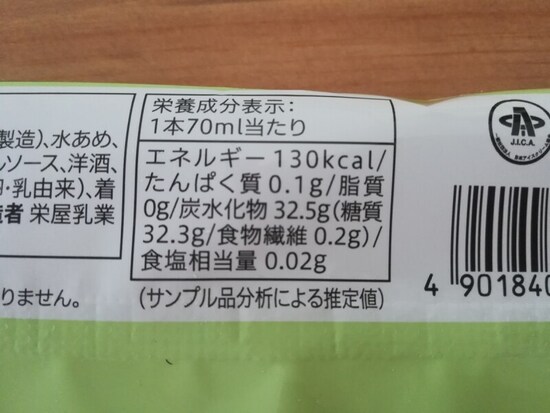 製造)、水あめ、
ルソース、洋酒、
・乳由来)、着
者 栄屋乳業
りません。
栄養成分表示:
1本70ml当たり
エネルギー 130kcal/
たんぱく質 0.1g/脂質
0g/炭水化物 32.5g(糖質
32.3g/食物繊維 0.2g)/
食塩相当量 0.02g
(サンプル品分析による推定値)
J.I.C.A.
4 901840